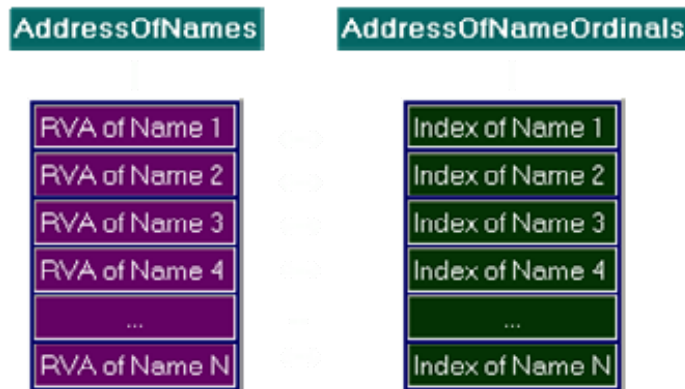 AddressOfNames
AddressOfNameOrdinals
RVA of Name 1
Index of Name 1
RVA of Name 2
Index of Name 2
RVA of Name 3
Index of Name 3
RVA of Name 4
Index of Name 4
...
...
RVA of Name N
Index of Name N